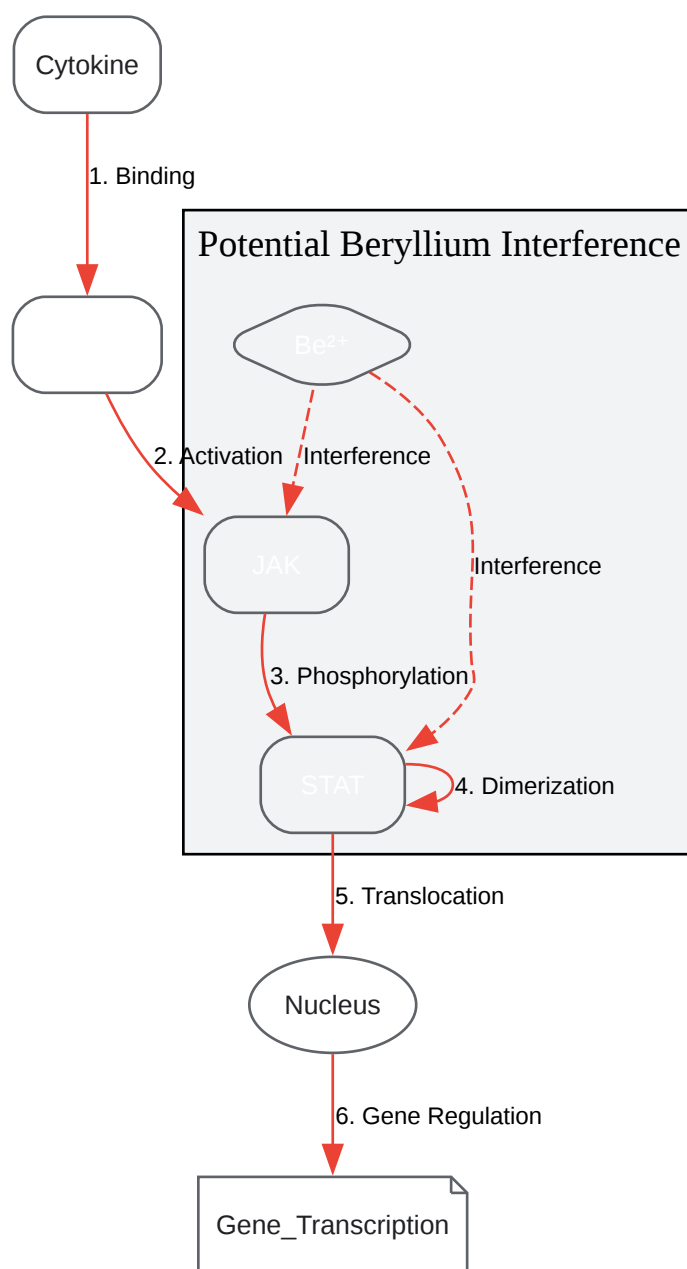 Cytokine
1. Binding
Potential Beryllium Interference
Be²⁺
2. Activation
Interference
JAK
Interference
3. Phosphorylation
STAT
4. Dimerization
5. Translocation
Nucleus
6. Gene Regulation
Gene_Transcription